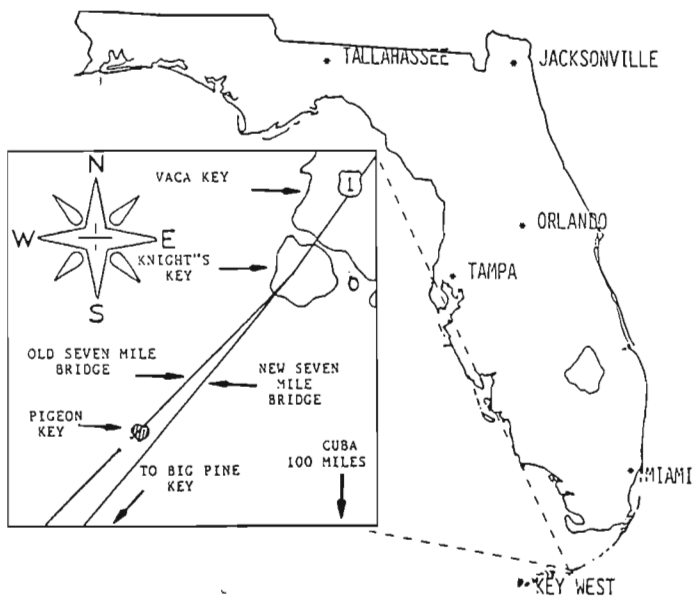 TALLAHASSEE
JACKSONVILLE
N
VACA KEY
1
W
E
ORLANDO
KNIGHT"S
KEY
TAMPA
S
OLD SEVEN MILE
BRIDGE
NEW SEVEN
MILE
BRIDGE
PIGEON
KEY
CUBA
100 MILES
TO BIG PINE
KEY
MIAMI
KEY WEST